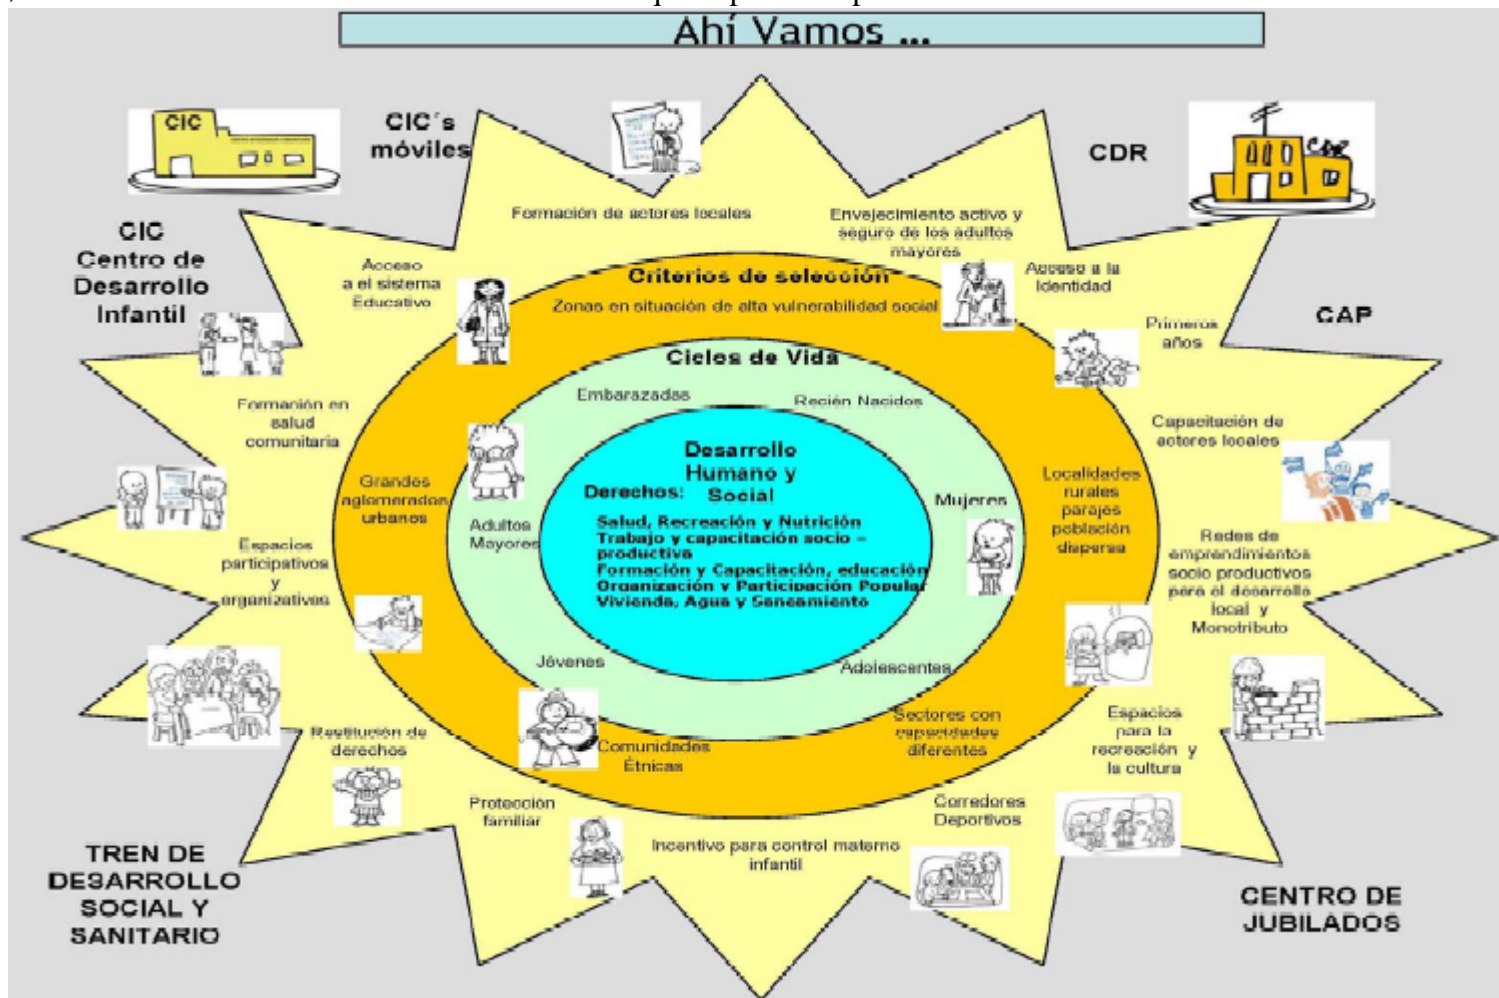 Ahí Vamos ...
CIC
CIC´s
móviles
CDR
CDR
CIC
Centro de
Desarrollo
Infantil
CAP
Formación de actores locales
Envejecimiento activo y
seguro de los adultos
mayores
Acceso
a el sistema
Educativo
Acceso a la
Identidad
Primeros
años
Criterios de selección
Zonas en situación de alta vulnerabilidad social
Ciclos de Vida
Embarazadas
Recién Nacidos
Formación en
salud
comunitaria
Capacitación de
actores locales
Grandes
aglomerados
urbanos
Localidades
rurales
parajes
población
dispersa
Desarrollo
Humano y
Social
Derechos:
Salud, Recreación y Nutrición
Trabajo y capacitación socio –
productiva
Formación y Capacitación, educación
Organización y Participación Popular
Vivienda, Agua y Saneamiento
Adultos
Mayores
Mujeres
Espacios
participativos
y
organizativos
Redes de
emprendimientos
socio productivos
para el desarrollo
local y
Monotributo
Jóvenes
Adolescentes
Restitución de
derechos
Comunidades
Étnicas
Sectores con
capacidades
diferentes
Espacios
para la
recreación y
la cultura
Protección
familiar
Incentivo para control materno
infantil
Corredores
Deportivos
TREN DE
DESARROLLO
SOCIAL Y
SANITARIO
CENTRO DE
JUBILADOS